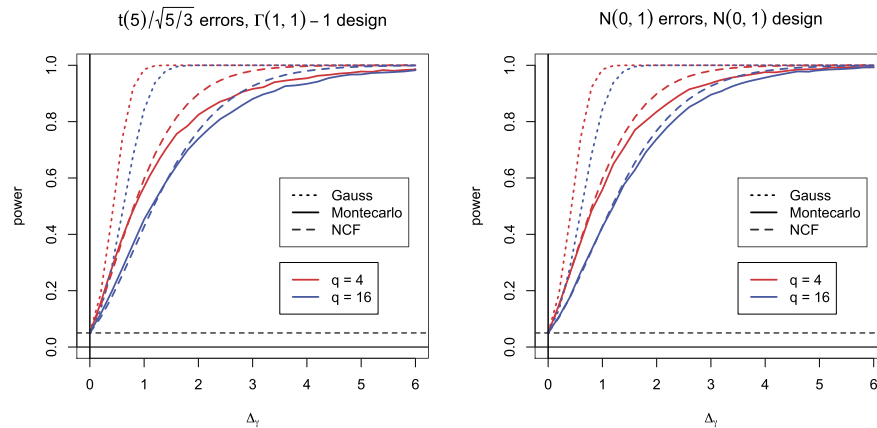 t(5)/√5/3 errors, Γ(1, 1) − 1 design
power
1.0
0.8
0.6
0.4
0.2
0.0
Gauss
Montecarlo
NCF
q = 4
q = 16
0 1 2 3 4 5 6
Δγ
N(0, 1) errors, N(0, 1) design
power
1.0
0.8
0.6
0.4
0.2
0.0
Gauss
Montecarlo
NCF
q = 4
q = 16
0 1 2 3 4 5 6
Δγ